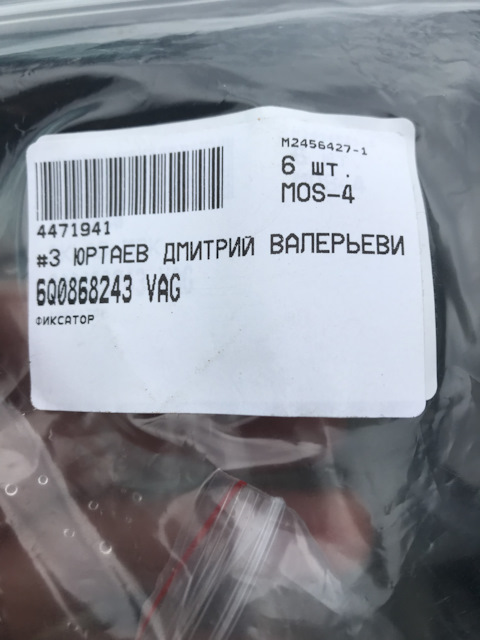 M2456427-1
6 шт.
MOS-4
4471941
#3 ЮРТАЕВ ДМИТРИЙ ВАЛЕРЬЕВИ
6Q0868243 VAG
ФИКСАТОР